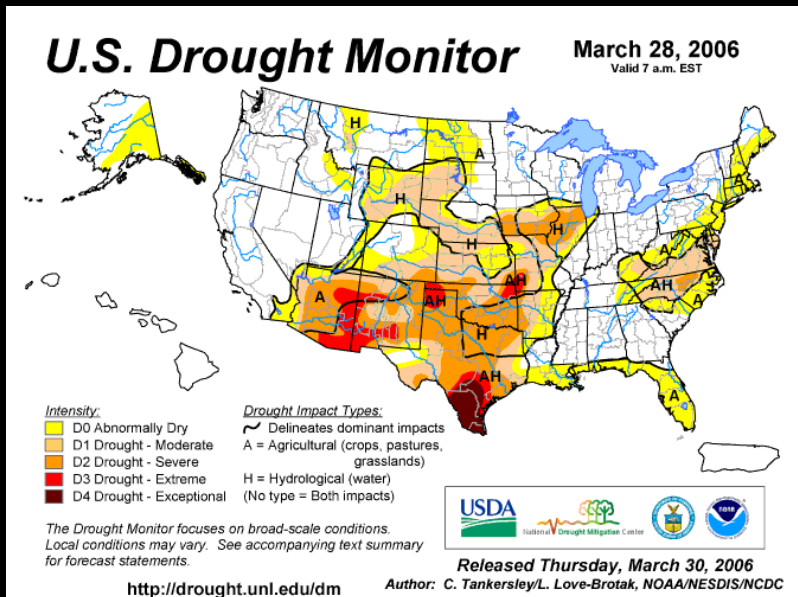 U.S. Drought Monitor
March 28, 2006
Valid 7 a.m. EST
H
A
H
H
H
A
A
A
AH
AH
AH
A
H
AH
A
Intensity:
D0 Abnormally Dry
D1 Drought - Moderate
D2 Drought - Severe
D3 Drought - Extreme
D4 Drought - Exceptional
Drought Impact Types:
Delineates dominant impacts
A = Agricultural (crops, pastures,
grasslands)
H = Hydrological (water)
(No type = Both impacts)
The Drought Monitor focuses on broad-scale conditions.
Local conditions may vary. See accompanying text summary
for forecast statements.
http://drought.unl.edu/dm
USDA
National Drought Mitigation Center
noaa
Released Thursday, March 30, 2006
Author: C. Tankersley/L. Love-Brotak, NOAA/NESDIS/NCDC